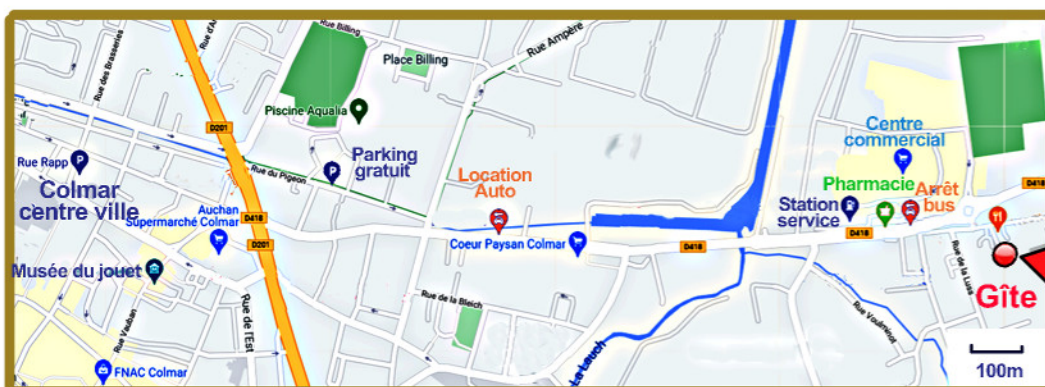 Rue Billing
Rue d'A
Rue des Brasseries
Place Billing
Rue Ampère
Piscine Aqualia
D201
Centre
commercial
Rue Rapp
Parking
gratuit
Rue du Pigeon
Colmar
centre ville
Location
Auto
Pharmacie
Arrêt
bus
Station
service
D418
Auchan
Supermarché Colmar
D418
D201
Coeur Paysan Colmar
D418
D418
Musée du jouet
Rue de la Bleich
Rue de l'Est
Rue Vauban
Rue de la Luss
Rue Voulminot
Gîte
La Lauch
FNAC Colmar
100m